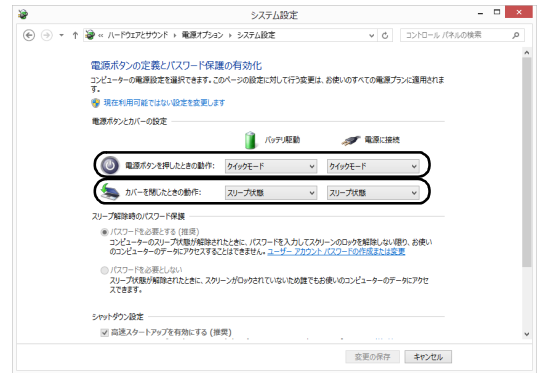 システム設定
« ハードウェアとサウンド ▸ 電源オプション ▸ システム設定
コントロール パネルの検索
電源ボタンの定義とパスワード保護の有効化
コンピューターの電源設定を選択できます。このページの設定に対して行う変更は、お使いのすべての電源プランに適用されま
す。
現在利用可能ではない設定を変更します
電源ボタンとカバーの設定
バッテリ駆動
電源に接続
電源ボタンを押したときの動作: クイックモード クイックモード
カバーを閉じたときの動作: スリープ状態 スリープ状態
スリープ解除時のパスワード保護
パスワードを必要とする (推奨)
コンピューターのスリープ状態が解除されたときに、パスワードを入力してスクリーンのロックを解除しない限り、お使い
のコンピューターのデータにアクセスすることはできません。ユーザー アカウント パスワードの作成または変更
パスワードを必要としない
スリープ状態が解除されたときに、スクリーンがロックされていないため誰でもお使いのコンピューターのデータにアクセ
スできます。
シャットダウン設定
高速スタートアップを有効にする (推奨)
変更の保存 キャンセル